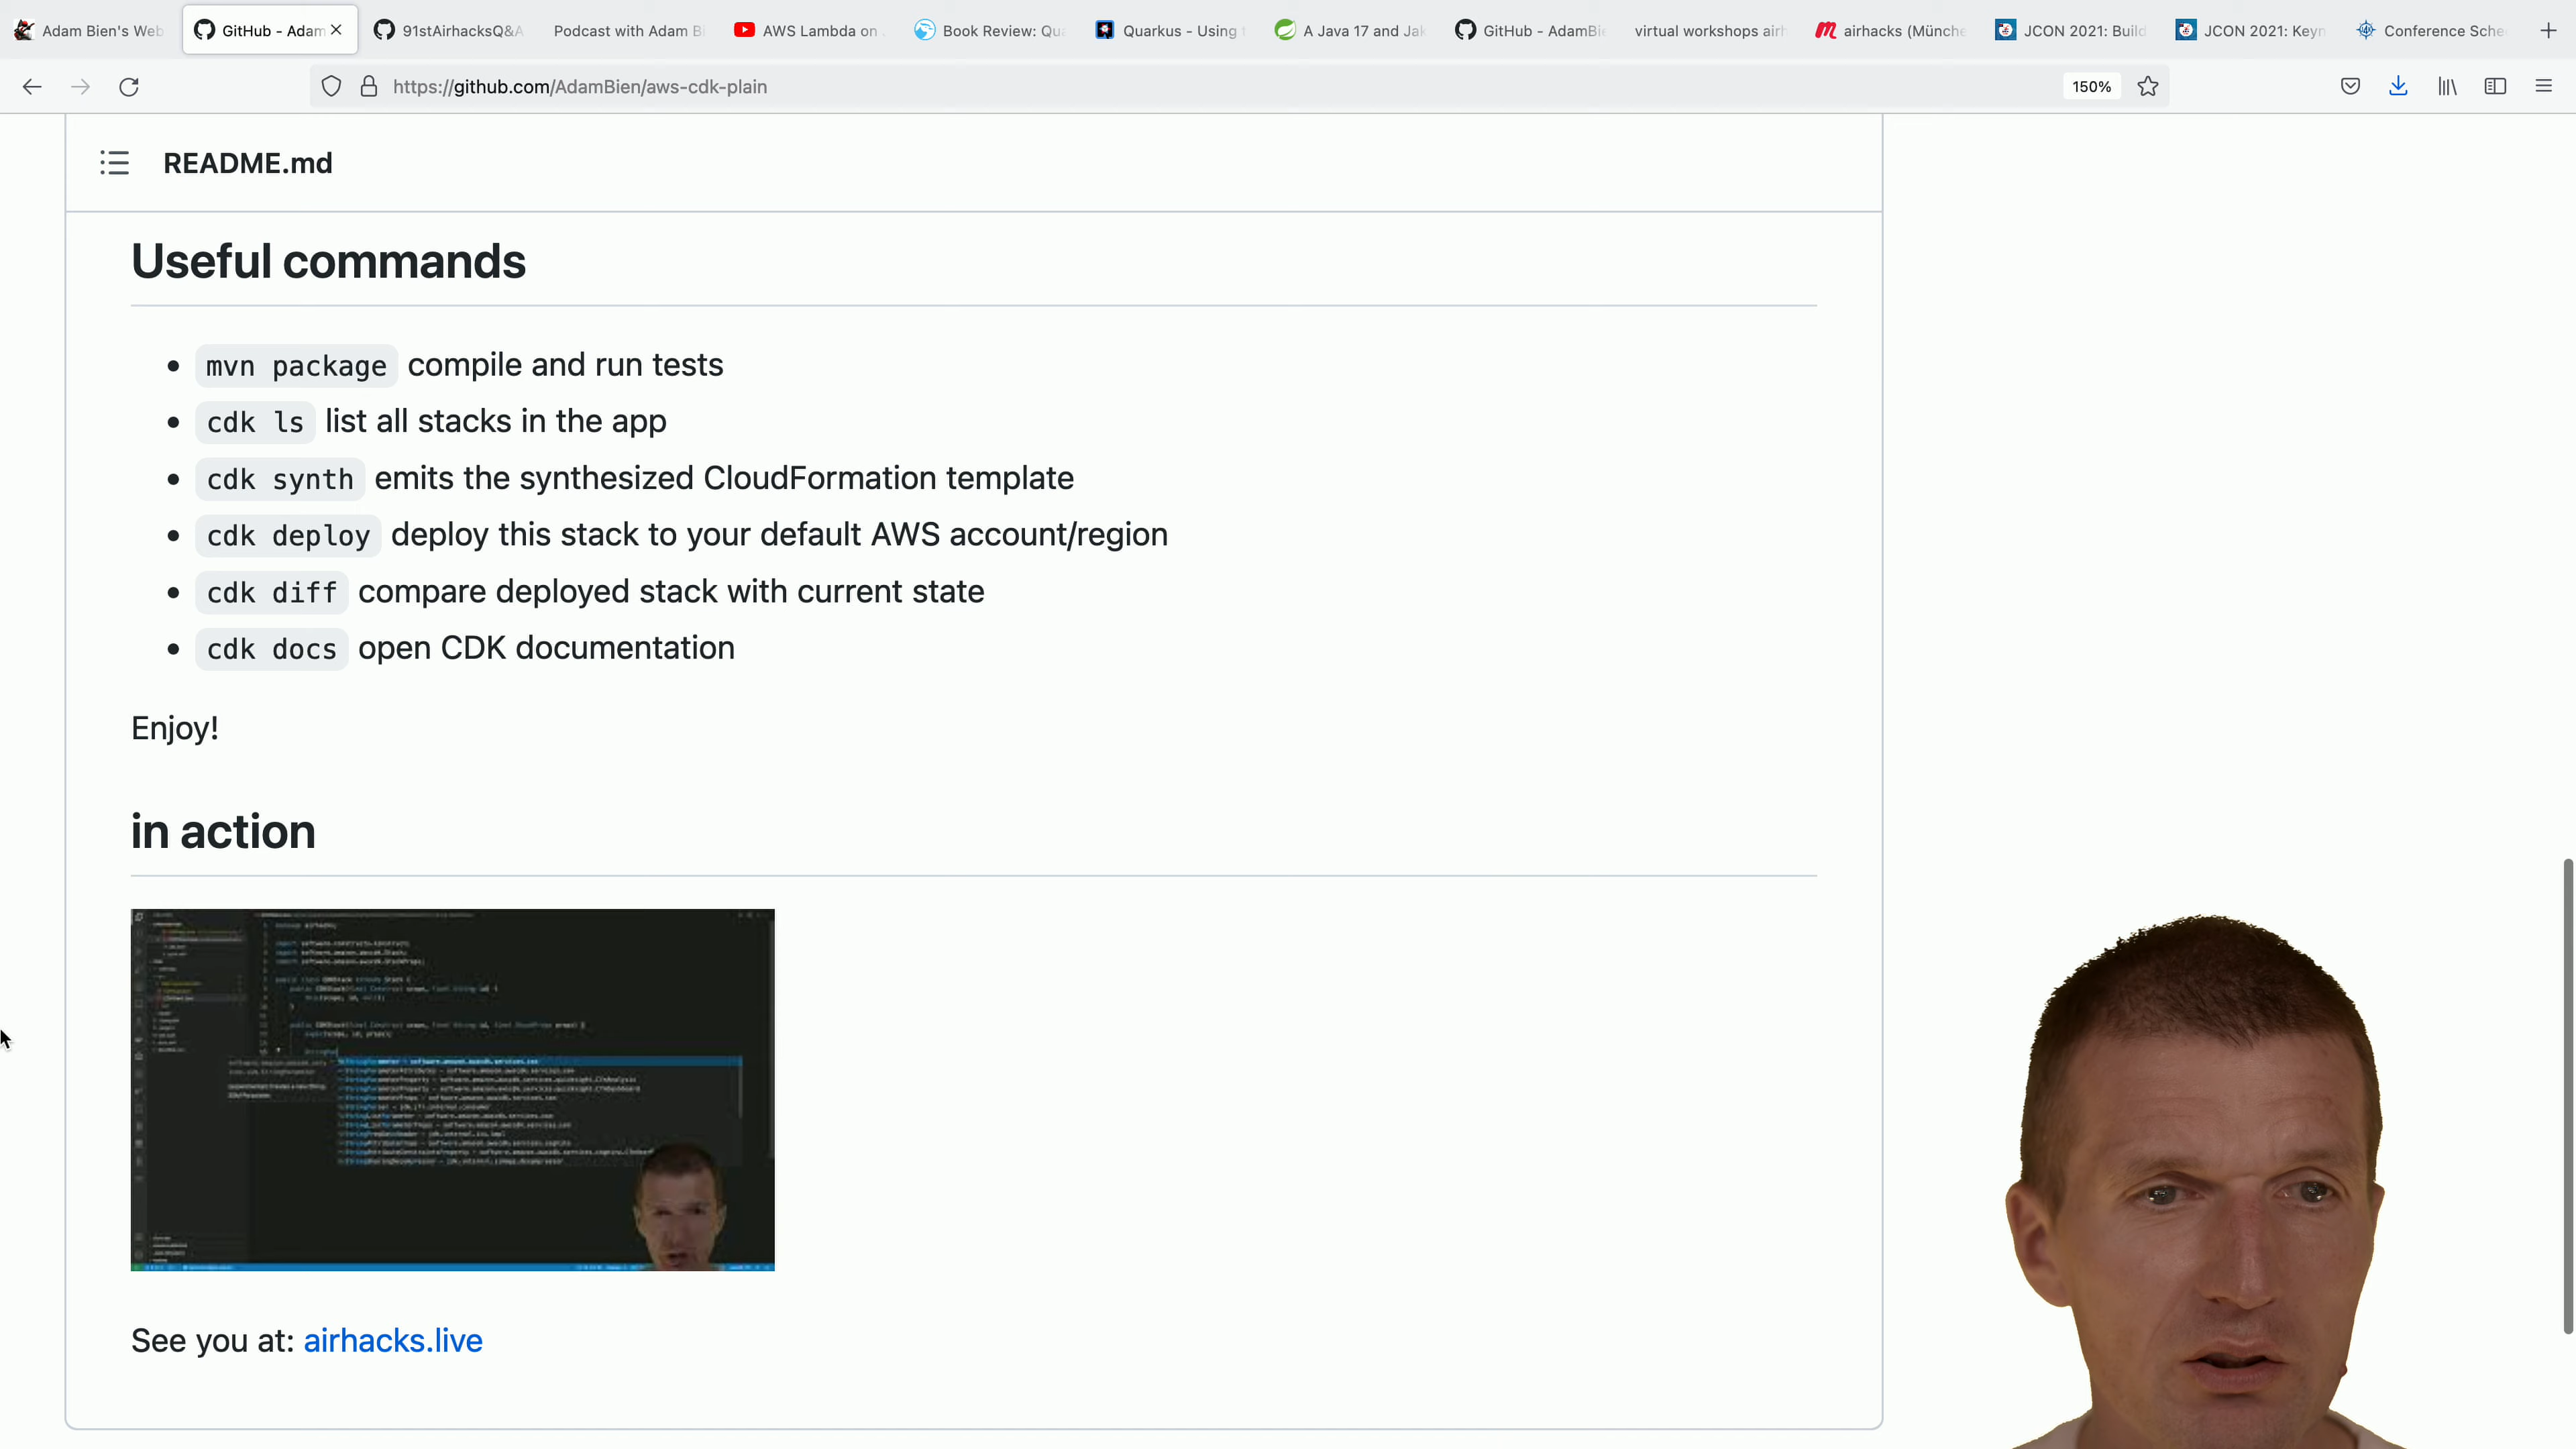 Adam Bien's Web
GitHub - Adam
91stAirhacksQ&A
Podcast with Adam B
AWS Lambda on
Book Review: Qua
Quarkus - Using
A Java 17 and Jak
GitHub - AdamBie
virtual workshops airh
airhacks (Münche
JCON 2021: Build
JCON 2021: Keyn
Conference Sche
https://github.com/AdamBien/aws-cdk-plain
150%
README.md
Useful commands
mvn package compile and run tests
cdk ls list all stacks in the app
cdk synth emits the synthesized CloudFormation template
cdk deploy deploy this stack to your default AWS account/region
cdk diff compare deployed stack with current state
cdk docs open CDK documentation
Enjoy!
in action
See you at: airhacks.live